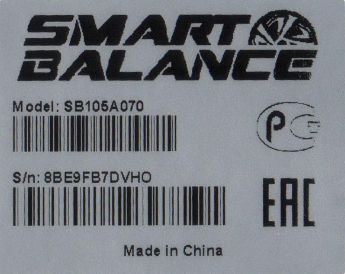 SMART
BALANCE
Model: SB105A070
S/n: 8BE9FB7DVHO
EAC
Made in China